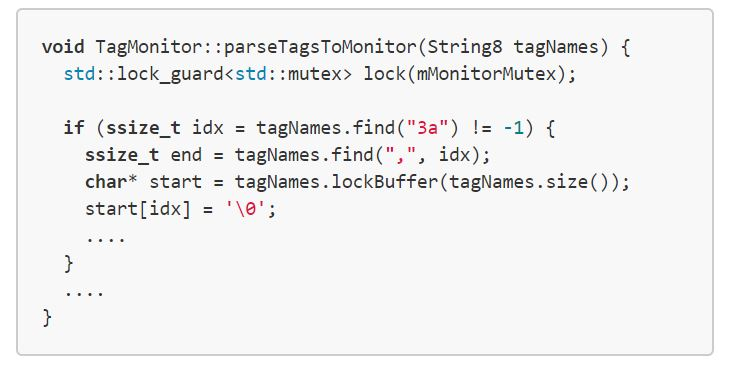 void TagMonitor::parseTagsToMonitor(String8 tagNames) {
  std::lock_guard<std::mutex> lock(mMonitorMutex);

  if (ssize_t idx = tagNames.find("3a") != -1) {
    ssize_t end = tagNames.find(",", idx);
    char* start = tagNames.lockBuffer(tagNames.size());
    start[idx] = '\0';
    ....
  }
  ....
}